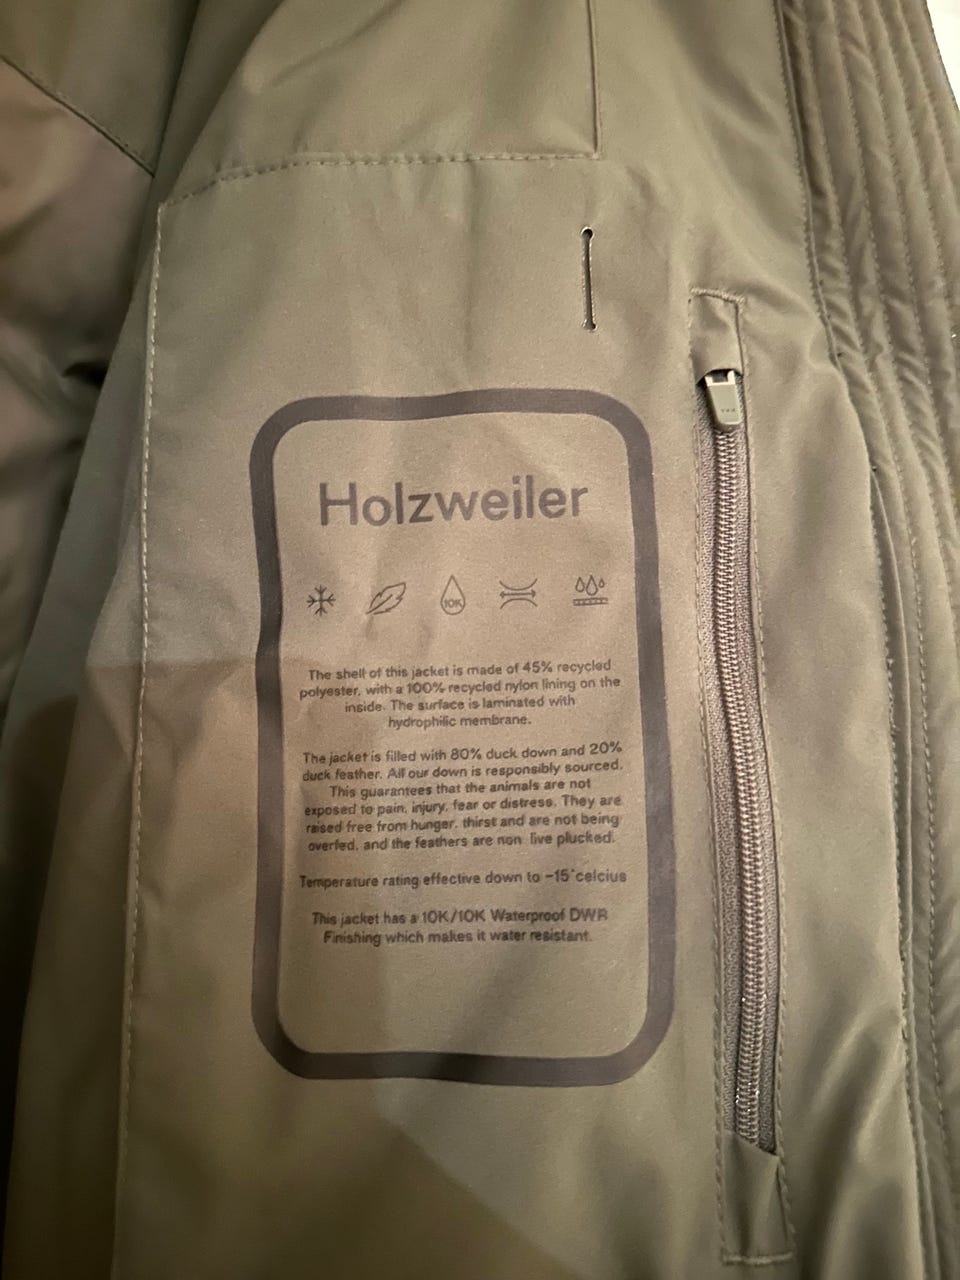 Holzweiler
10K
The shell of this jacket is made of 45% recycled
polyester, with a 100% recycled nylon lining on the
inside. The surface is laminated with
hydrophilic membrane.
The jacket is filled with 80% duck down and 20%
duck feather. All our down is responsibly sourced.
This guarantees that the animals are not
exposed to pain, injury, fear or distress. They are
raised free from hunger, thirst and are not being
overfed, and the feathers are non live plucked.
Temperature rating effective down to -15°celcius
This jacket has a 10K/10K Waterproof DWR
Finishing which makes it water resistant.